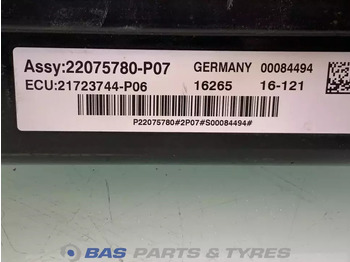 Assy:22075780-P07 GERMANY 00084494
ECU:21723744-P06 16265 16-121
P22075780#2P07#S00084494#
BAS PARTS & TYRES